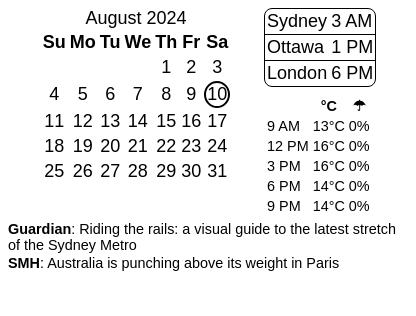 August 2024
Su Mo Tu We Th Fr Sa
1 2 3
4 5 6 7 8 9 10
11 12 13 14 15 16 17
18 19 20 21 22 23 24
25 26 27 28 29 30 31
Sydney 3 AM
Ottawa 1 PM
London 6 PM
°C ☂
9 AM 13°C 0%
12 PM 16°C 0%
3 PM 16°C 0%
6 PM 14°C 0%
9 PM 14°C 0%
Guardian: Riding the rails: a visual guide to the latest stretch
of the Sydney Metro
SMH: Australia is punching above its weight in Paris